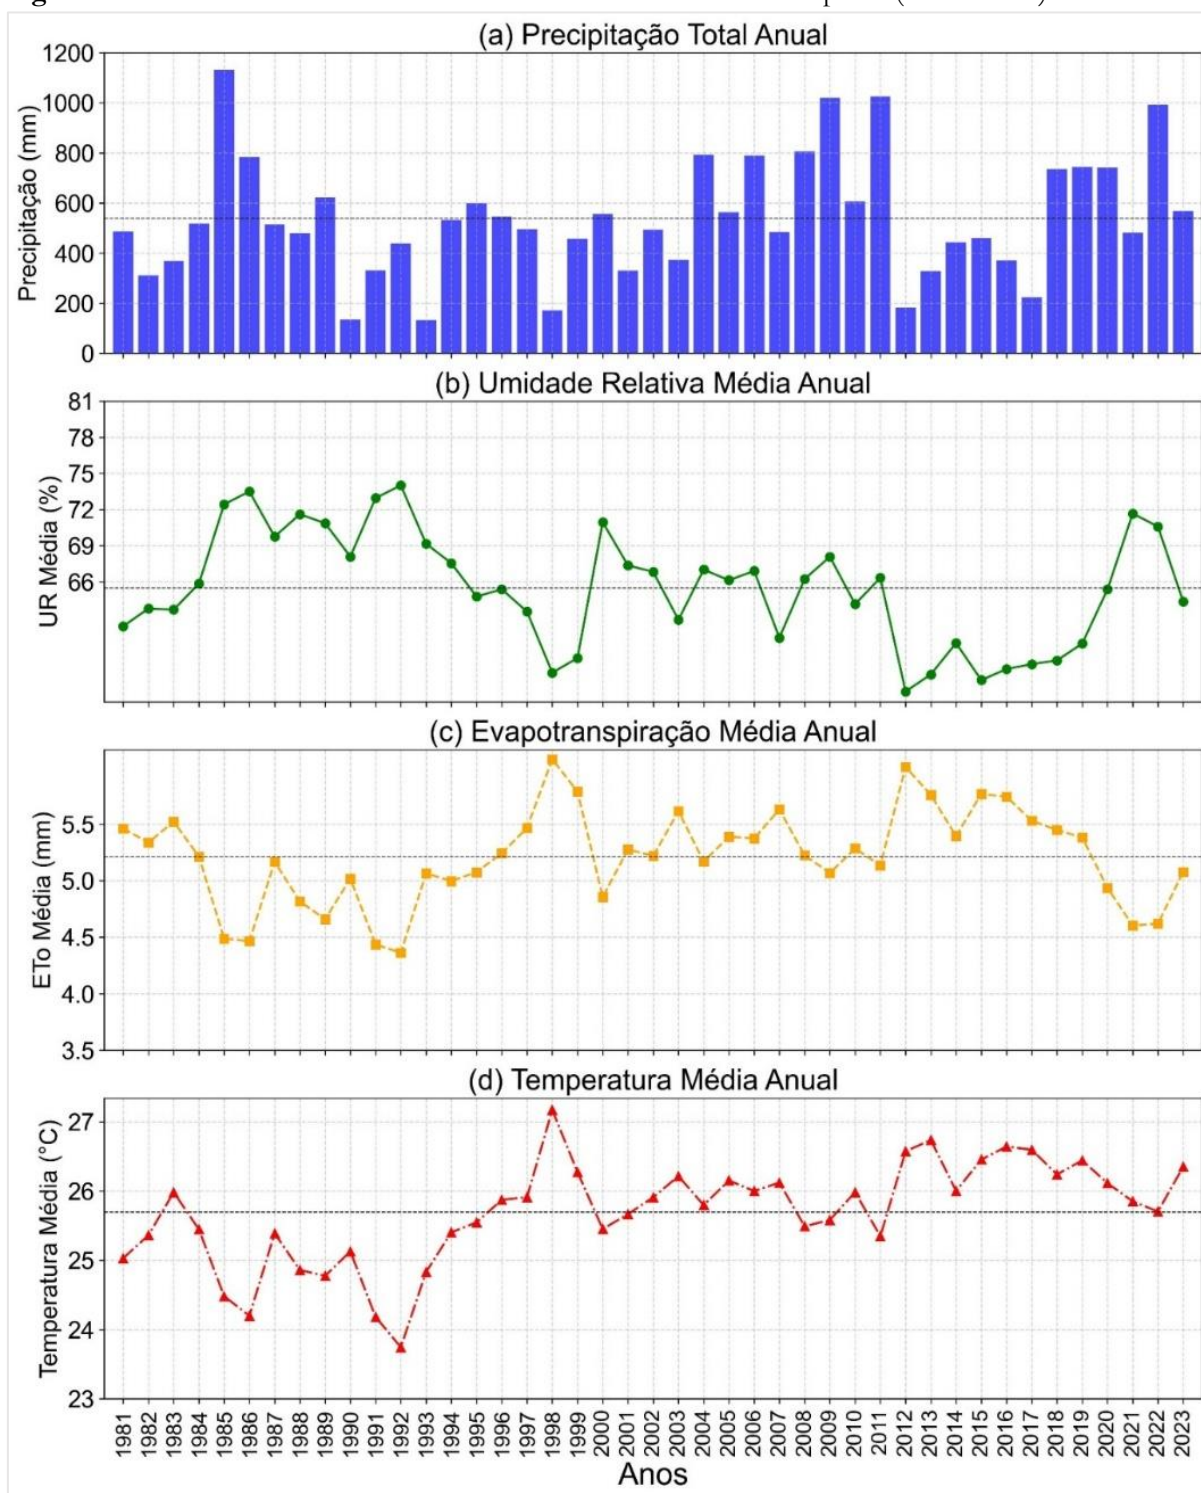 (a) Precipitação Total Anual
1200
1000
800
600
400
200
0
Precipitação (mm)
(b) Umidade Relativa Média Anual
81
78
75
72
69
66
UR Média (%)
(c) Evapotranspiração Média Anual
5.5
5.0
4.5
4.0
3.5
ETo Média (mm)
(d) Temperatura Média Anual
27
26
25
24
23
Temperatura Média (°C)
1981 1982 1983 1984 1985 1986 1987 1988 1989 1990 1991 1992 1993 1994 1995 1996 1997 1998 1999 2000 2001 2002 2003 2004 2005 2006 2007 2008 2009 2010 2011 2012 2013 2014 2015 2016 2017 2018 2019 2020 2021 2022 2023
Anos